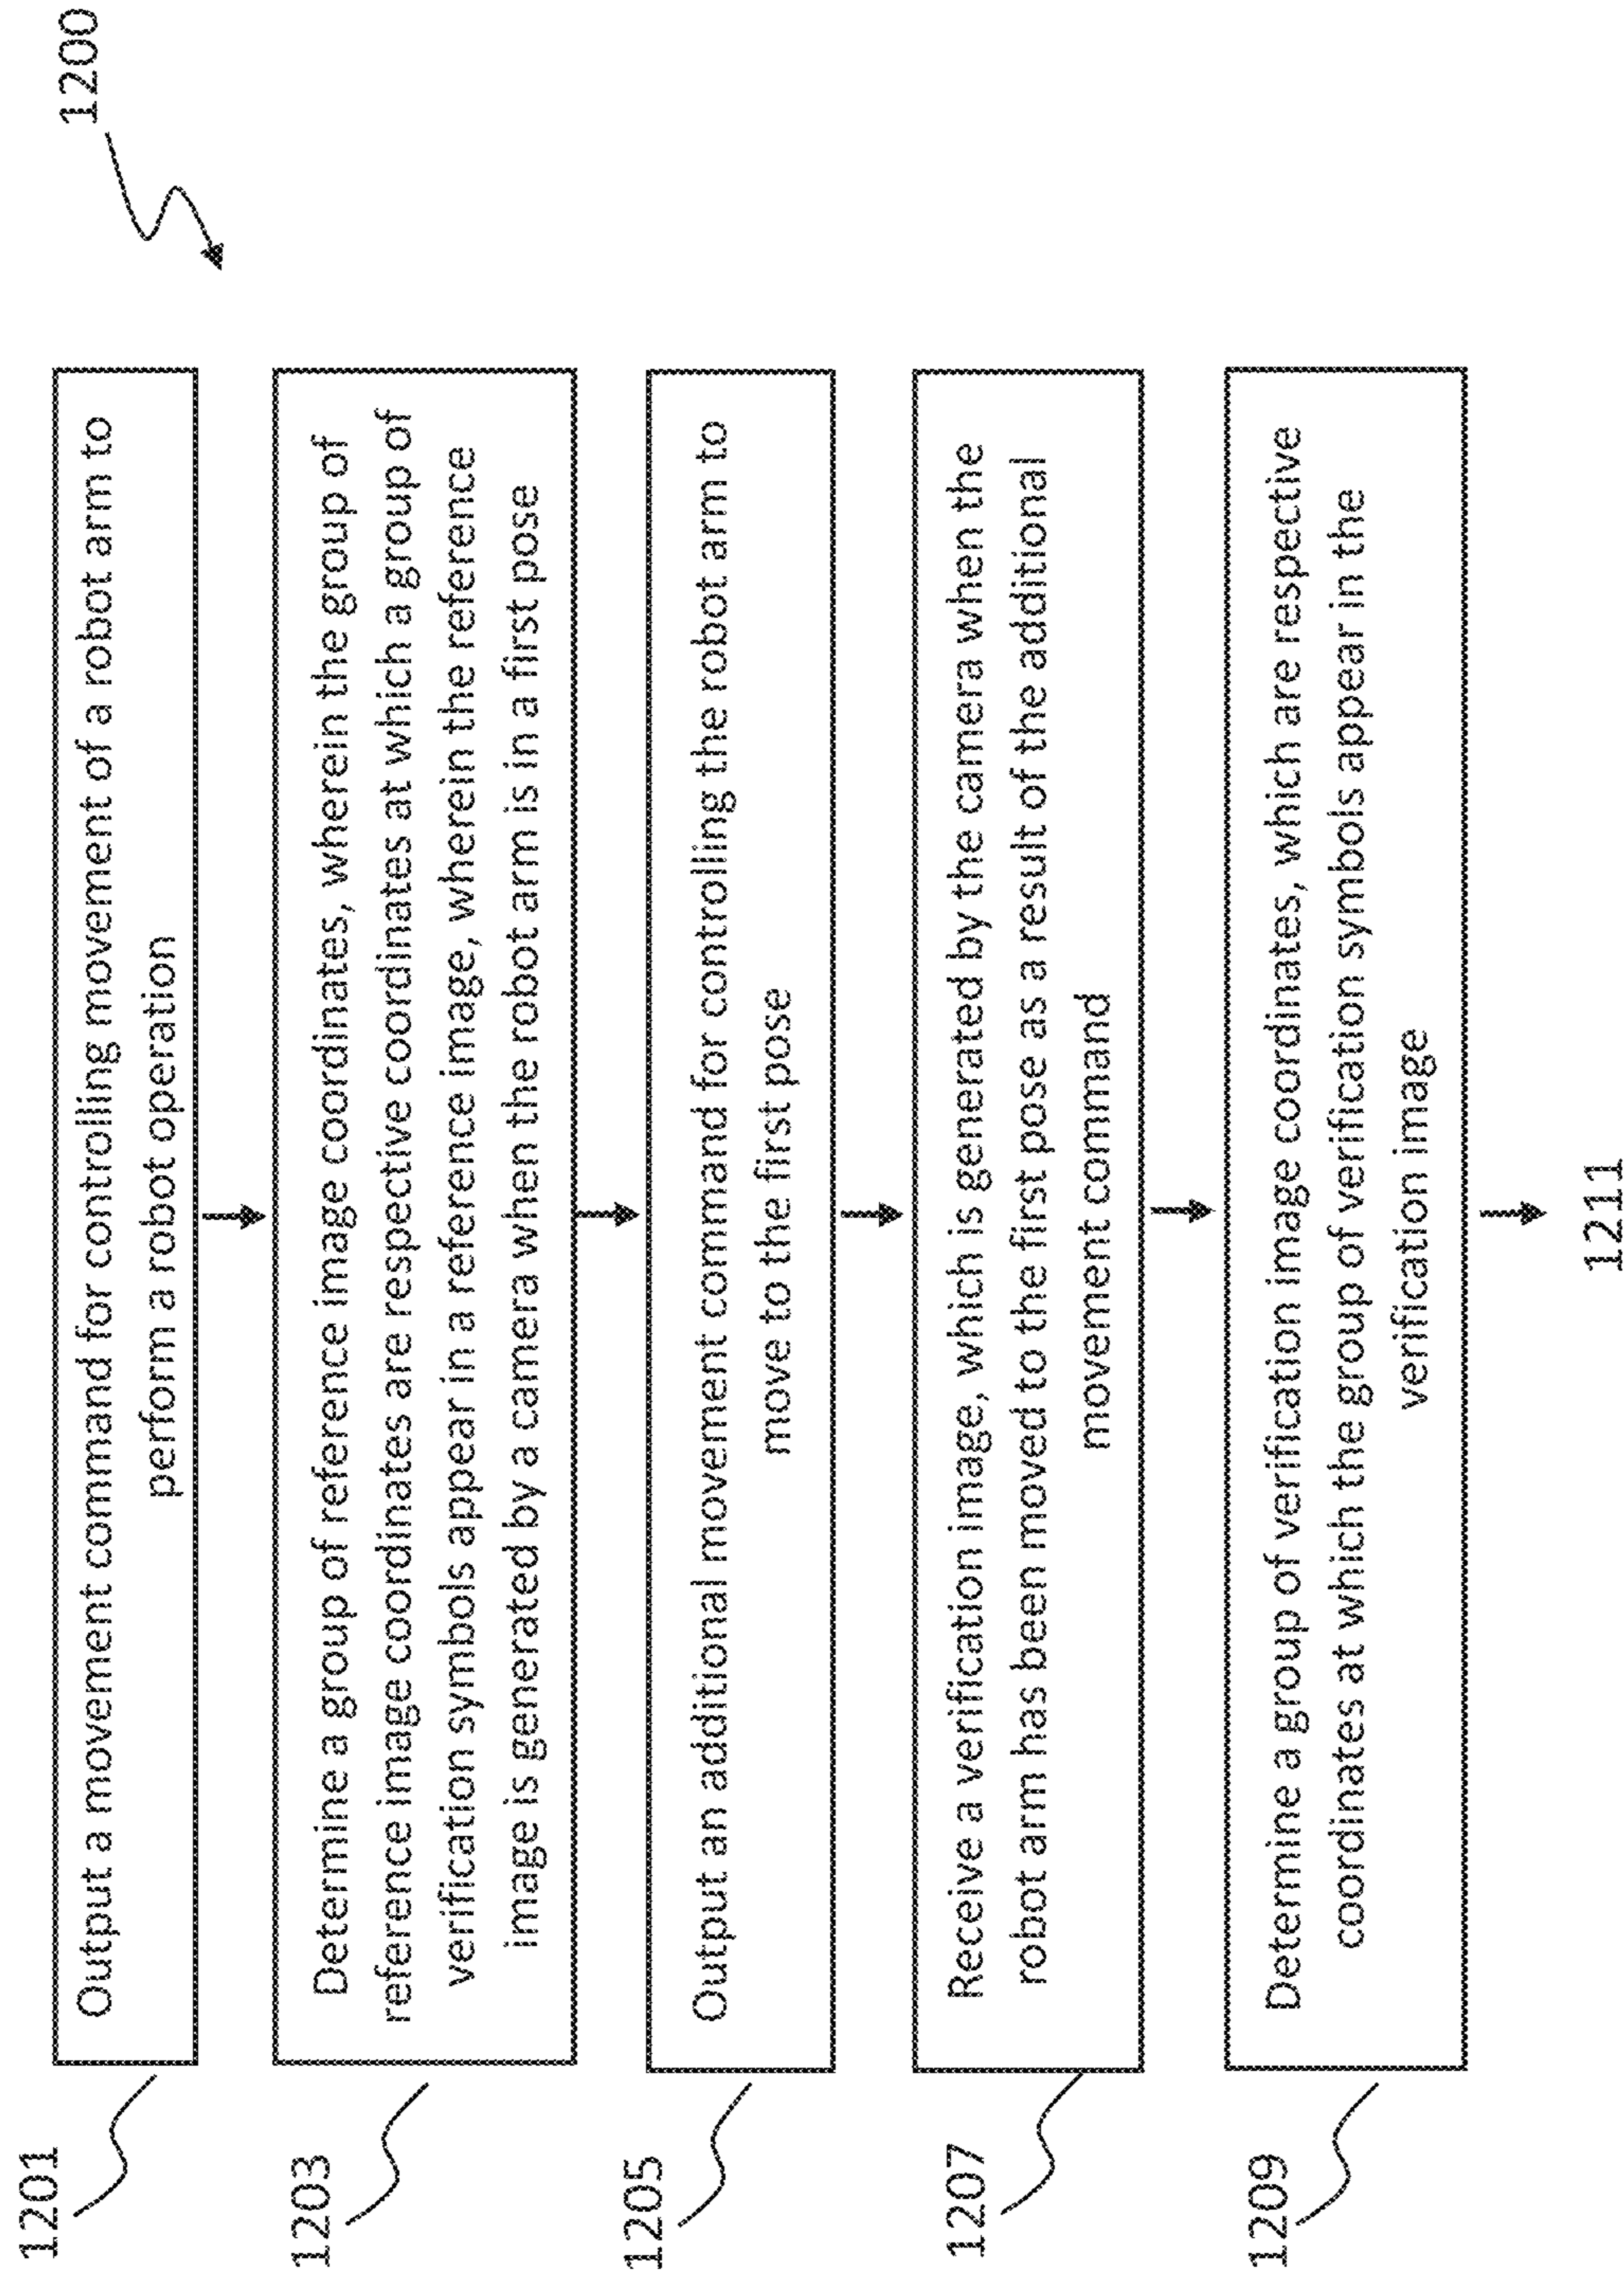 1200
1201
Output a movement command for controlling movement of a robot arm to
perform a robot operation
1203
Determine a group of reference image coordinates, wherein the group of
reference image coordinates are respective coordinates at which a group of
verification symbols appear in a reference image, wherein the reference
image is generated by a camera when the robot arm is in a first pose
1205
Output an additional movement command for controlling the robot arm to
move to the first pose
1207
Receive a verification image, which is generated by the camera when the
robot arm has been moved to the first pose as a result of the additional
movement command
1209
Determine a group of verification image coordinates, which are respective
coordinates at which the group of verification symbols appear in the
verification image
1211